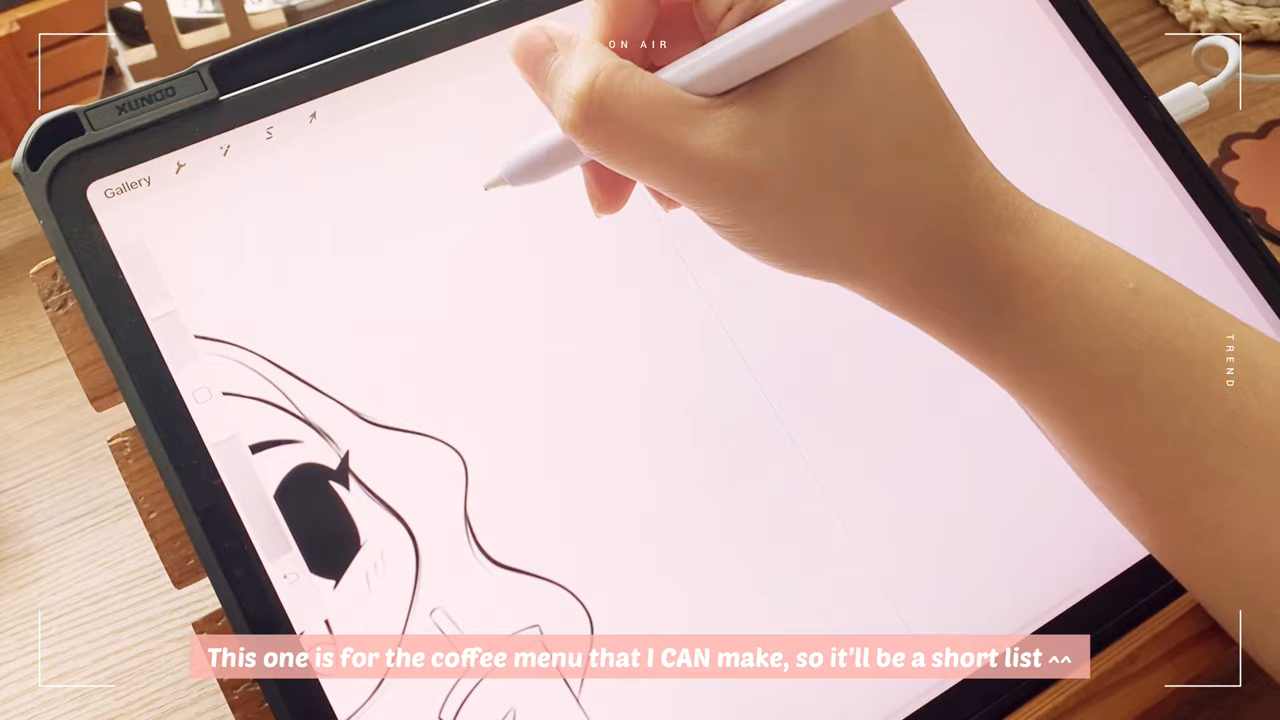 ON AIR
XUNDD
Gallery
S
TREND
This one is for the coffee menu that I CAN make, so it'll be a short list ^^